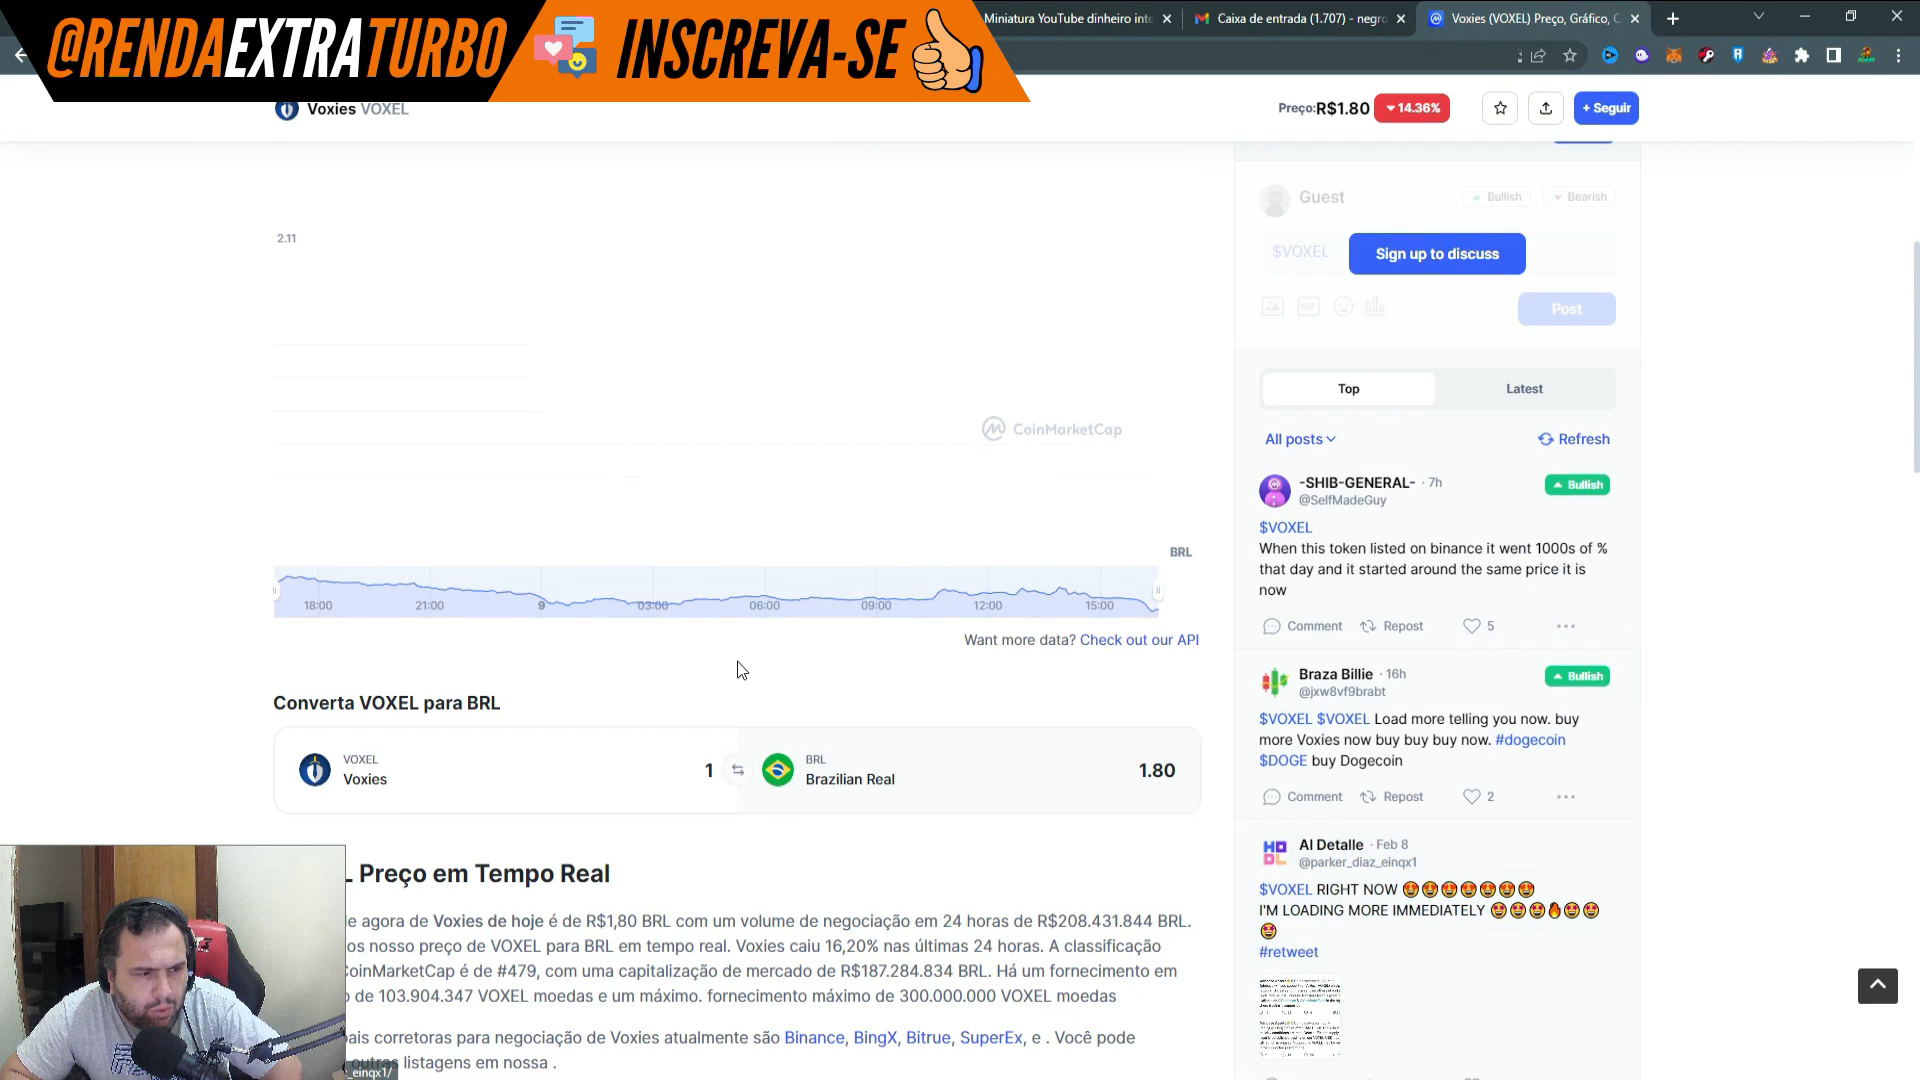 @RENDAEXTRATURBO
INSCREVA-SE
Miniatura YouTube dinheiro inte
Caixa de entrada (1.707) - negro
Voxies (VOXEL) Preço, Gráfico, C
Voxies VOXEL
Preço:R$1.80
14.36%
+ Seguir
2.11
CoinMarketCap
BRL
18:00
21:00
9
03:00
06:00
09:00
12:00
15:00
Want more data? Check out our API
Converta VOXEL para BRL
VOXEL
Voxies
1
BRL
Brazilian Real
1.80
L Preço em Tempo Real
e agora de Voxies de hoje é de R$1,80 BRL com um volume de negociação em 24 horas de R$208.431.844 BRL.
os nosso preço de VOXEL para BRL em tempo real. Voxies caiu 16,20% nas últimas 24 horas. A classificação
CoinMarketCap é de #479, com uma capitalização de mercado de R$187.284.834 BRL. Há um fornecimento em
de 103.904.347 VOXEL moedas e um máximo. fornecimento máximo de 300.000.000 VOXEL moedas
ais corretoras para negociação de Voxies atualmente são Binance, BingX, Bitrue, SuperEx, e . Você pode
outras listagens em nossa .
_einqx1/
Guest
Bullish
Bearish
$VOXEL
Sign up to discuss
GIF
Post
Top
Latest
All posts
Refresh
-SHIB-GENERAL- · 7h
@SelfMadeGuy
Bullish
$VOXEL
When this token listed on binance it went 1000s of %
that day and it started around the same price it is
now
Comment
Repost
5
Braza Billie · 16h
@jxw8vf9brabt
Bullish
$VOXEL $VOXEL Load more telling you now. buy
more Voxies now buy buy buy now. #dogecoin
$DOGE buy Dogecoin
Comment
Repost
2
HODL
Al Detalle · Feb 8
@parker_diaz_einqx1
$VOXEL RIGHT NOW 🤩🤩🤩🤩🤩🤩🤩
I'M LOADING MORE IMMEDIATELY 🤩🤩🤩🔥🤩🤩
🤩
#retweet